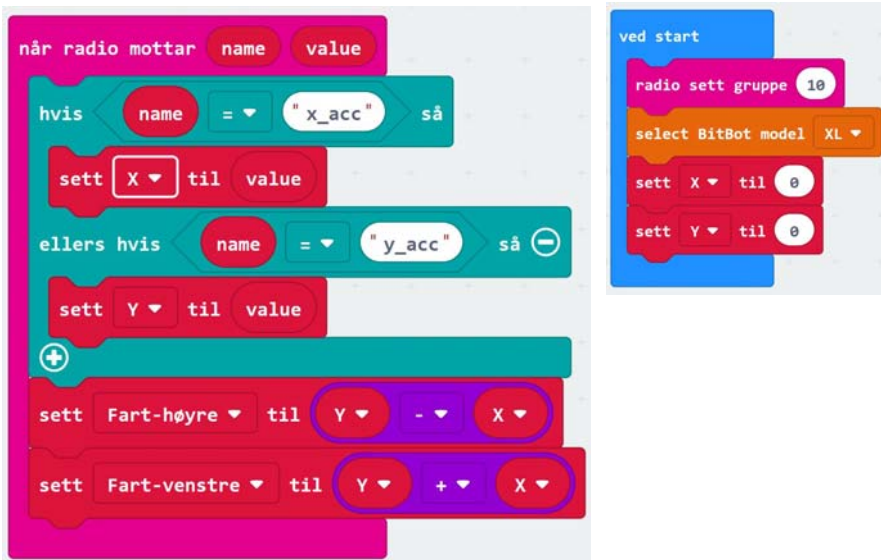 når radio mottar name value
hvis name = "x_acc" så
sett X til value
ellers hvis name = "y_acc" så
sett Y til value
sett Fart-høyre til Y - X
sett Fart-venstre til Y + X
ved start
radio sett gruppe 10
select BitBot model XL
sett X til 0
sett Y til 0